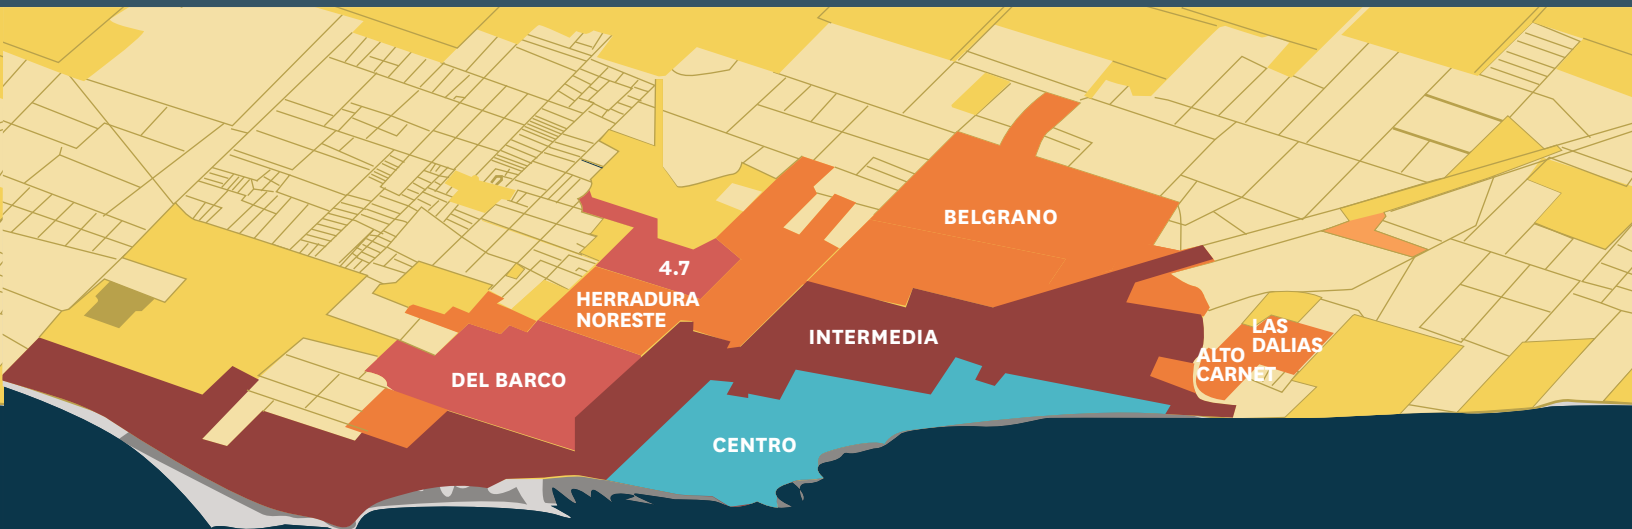 BELGRANO
4.7
HERRADURA
NORESTE
INTERMEDIA
LAS
DALIAS
ALTO
CARNET
DEL BARCO
CENTRO